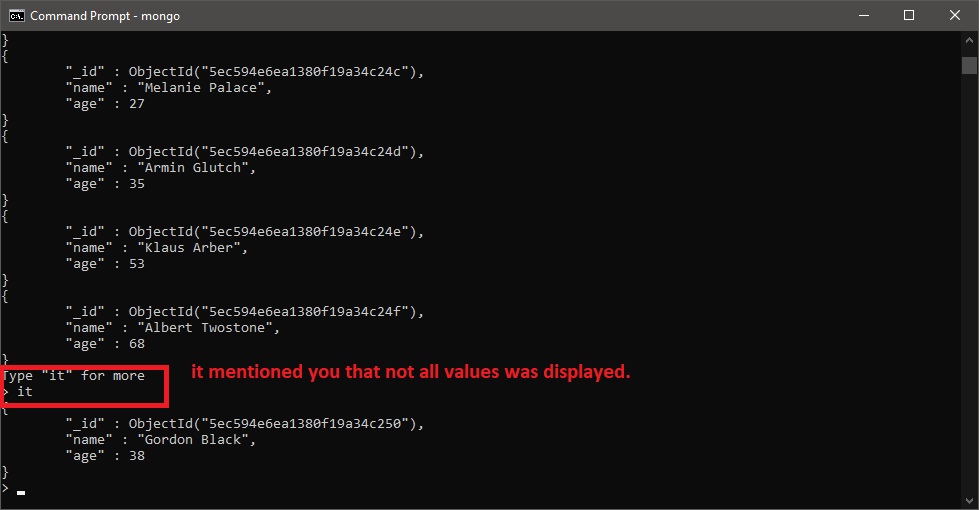 Command Prompt - mongo
}
{
"_id" : ObjectId("5ec594e6ea1380f19a34c24c"),
"name" : "Melanie Palace",
"age" : 27
}
{
"_id" : ObjectId("5ec594e6ea1380f19a34c24d"),
"name" : "Armin Glutch",
"age" : 35
}
{
"_id" : ObjectId("5ec594e6ea1380f19a34c24e"),
"name" : "Klaus Arber",
"age" : 53
}
{
"_id" : ObjectId("5ec594e6ea1380f19a34c24f"),
"name" : "Albert Twostone",
"age" : 68
}
Type "it" for more
it mentioned you that not all values was displayed.
> it
{
"_id" : ObjectId("5ec594e6ea1380f19a34c250"),
"name" : "Gordon Black",
"age" : 38
}
>